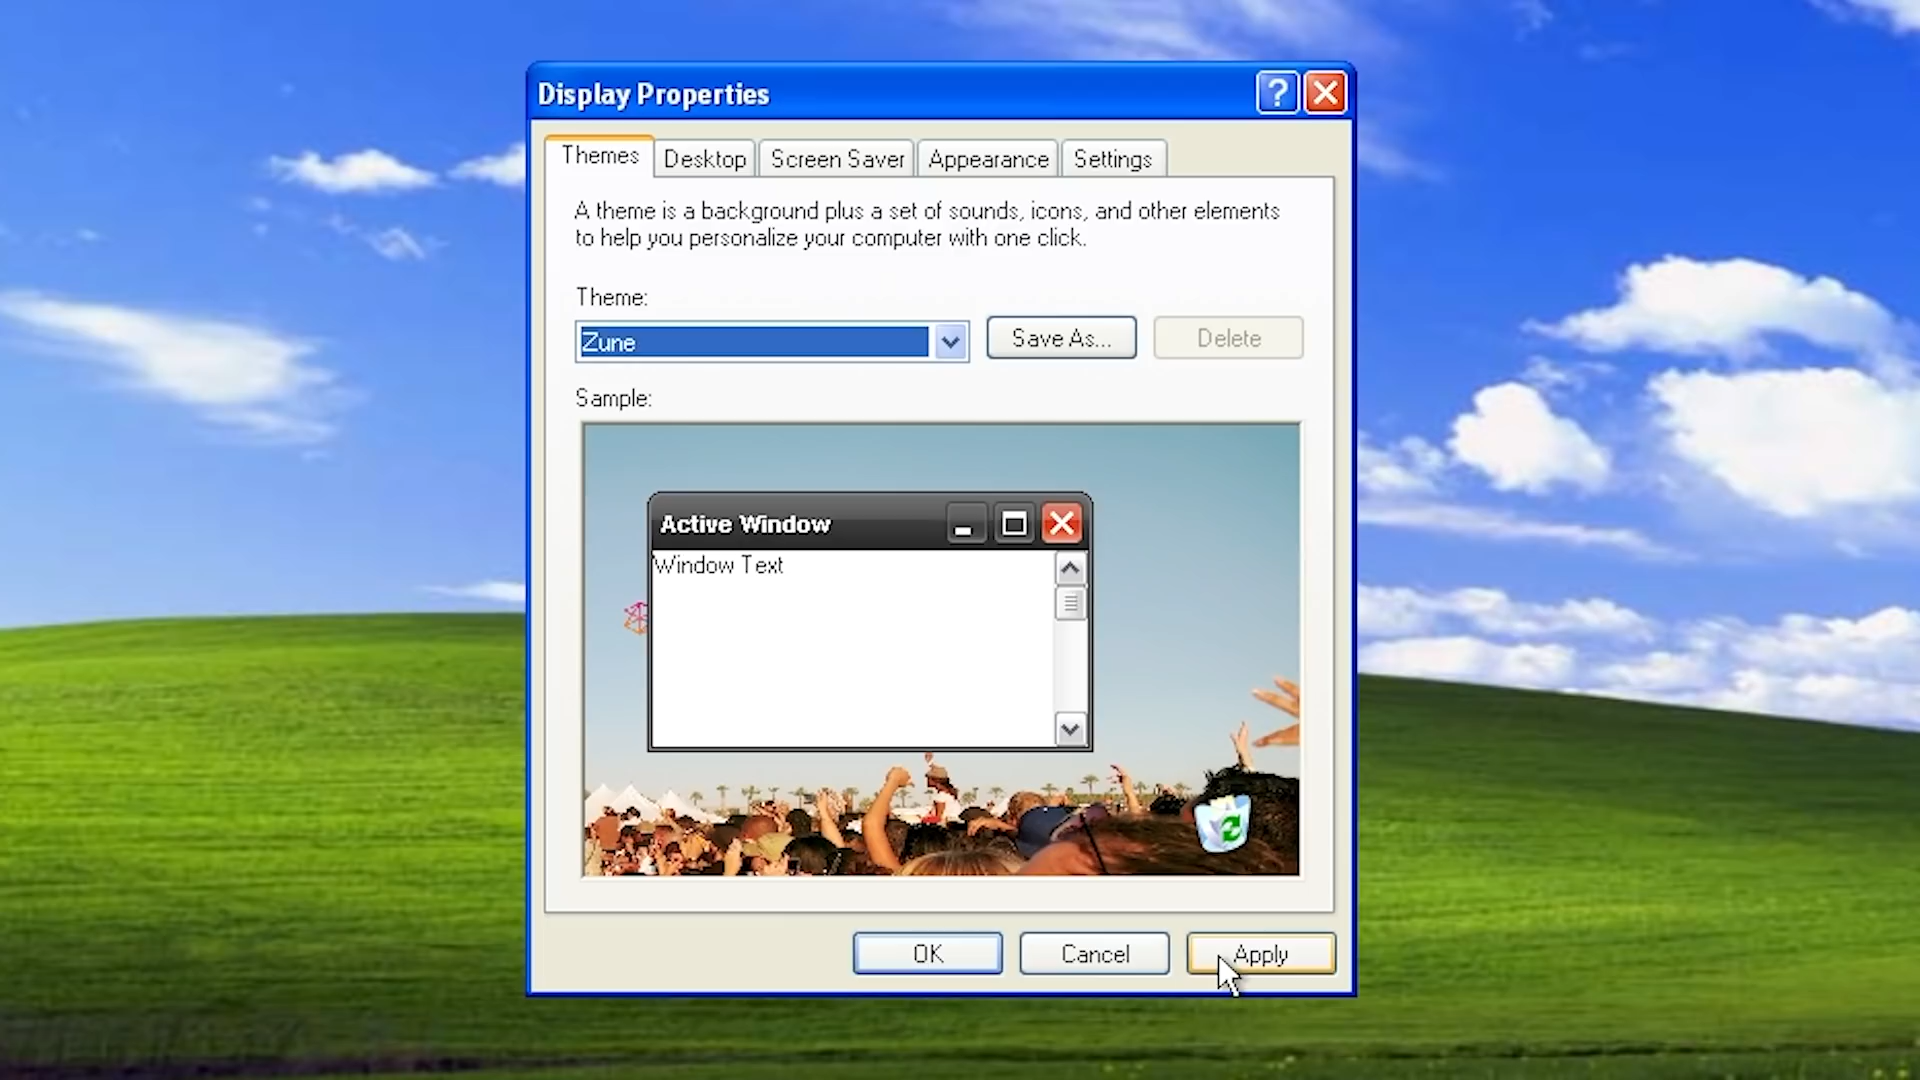 Display Properties
?
Themes
Desktop
Screen Saver
Appearance
Settings
A theme is a background plus a set of sounds, icons, and other elements
to help you personalize your computer with one click.
Theme:
Zune
Save As...
Delete
Sample:
Active Window
Window Text
OK
Cancel
Apply